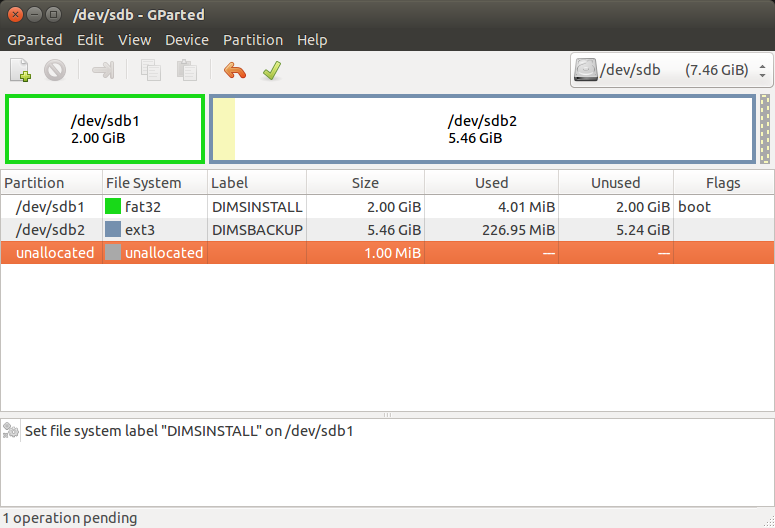 /dev/sdb - GParted
GParted Edit View Device Partition Help
/dev/sdb (7.46 GiB)
/dev/sdb1
2.00 GiB
/dev/sdb2
5.46 GiB
Partition File System Label Size Used Unused Flags
/dev/sdb1 fat32 DIMSINSTALL 2.00 GiB 4.01 MiB 2.00 GiB boot
/dev/sdb2 ext3 DIMSBACKUP 5.46 GiB 226.95 MiB 5.24 GiB
unallocated unallocated 1.00 MiB --- ---
Set file system label "DIMSINSTALL" on /dev/sdb1
1 operation pending